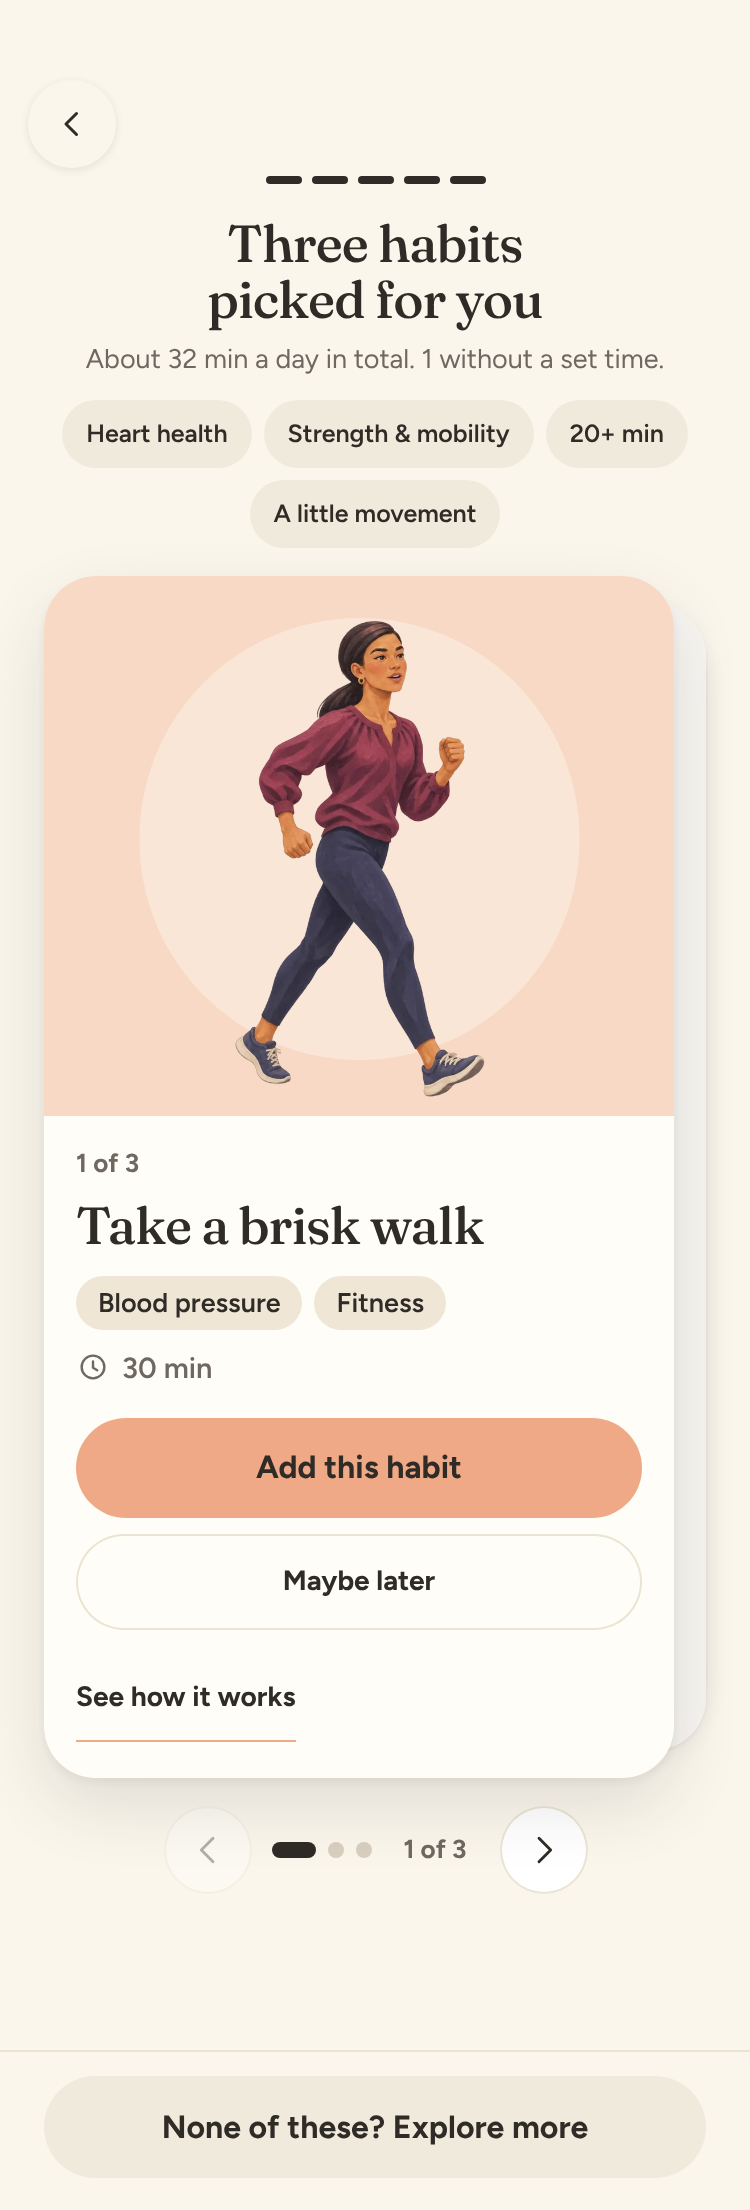 Three habits
picked for you
About 32 min a day in total. 1 without a set time.
Heart health
Strength & mobility
20+ min
A little movement
1 of 3
Take a brisk walk
Blood pressure
Fitness
30 min
Add this habit
Maybe later
See how it works
1 of 3
None of these? Explore more